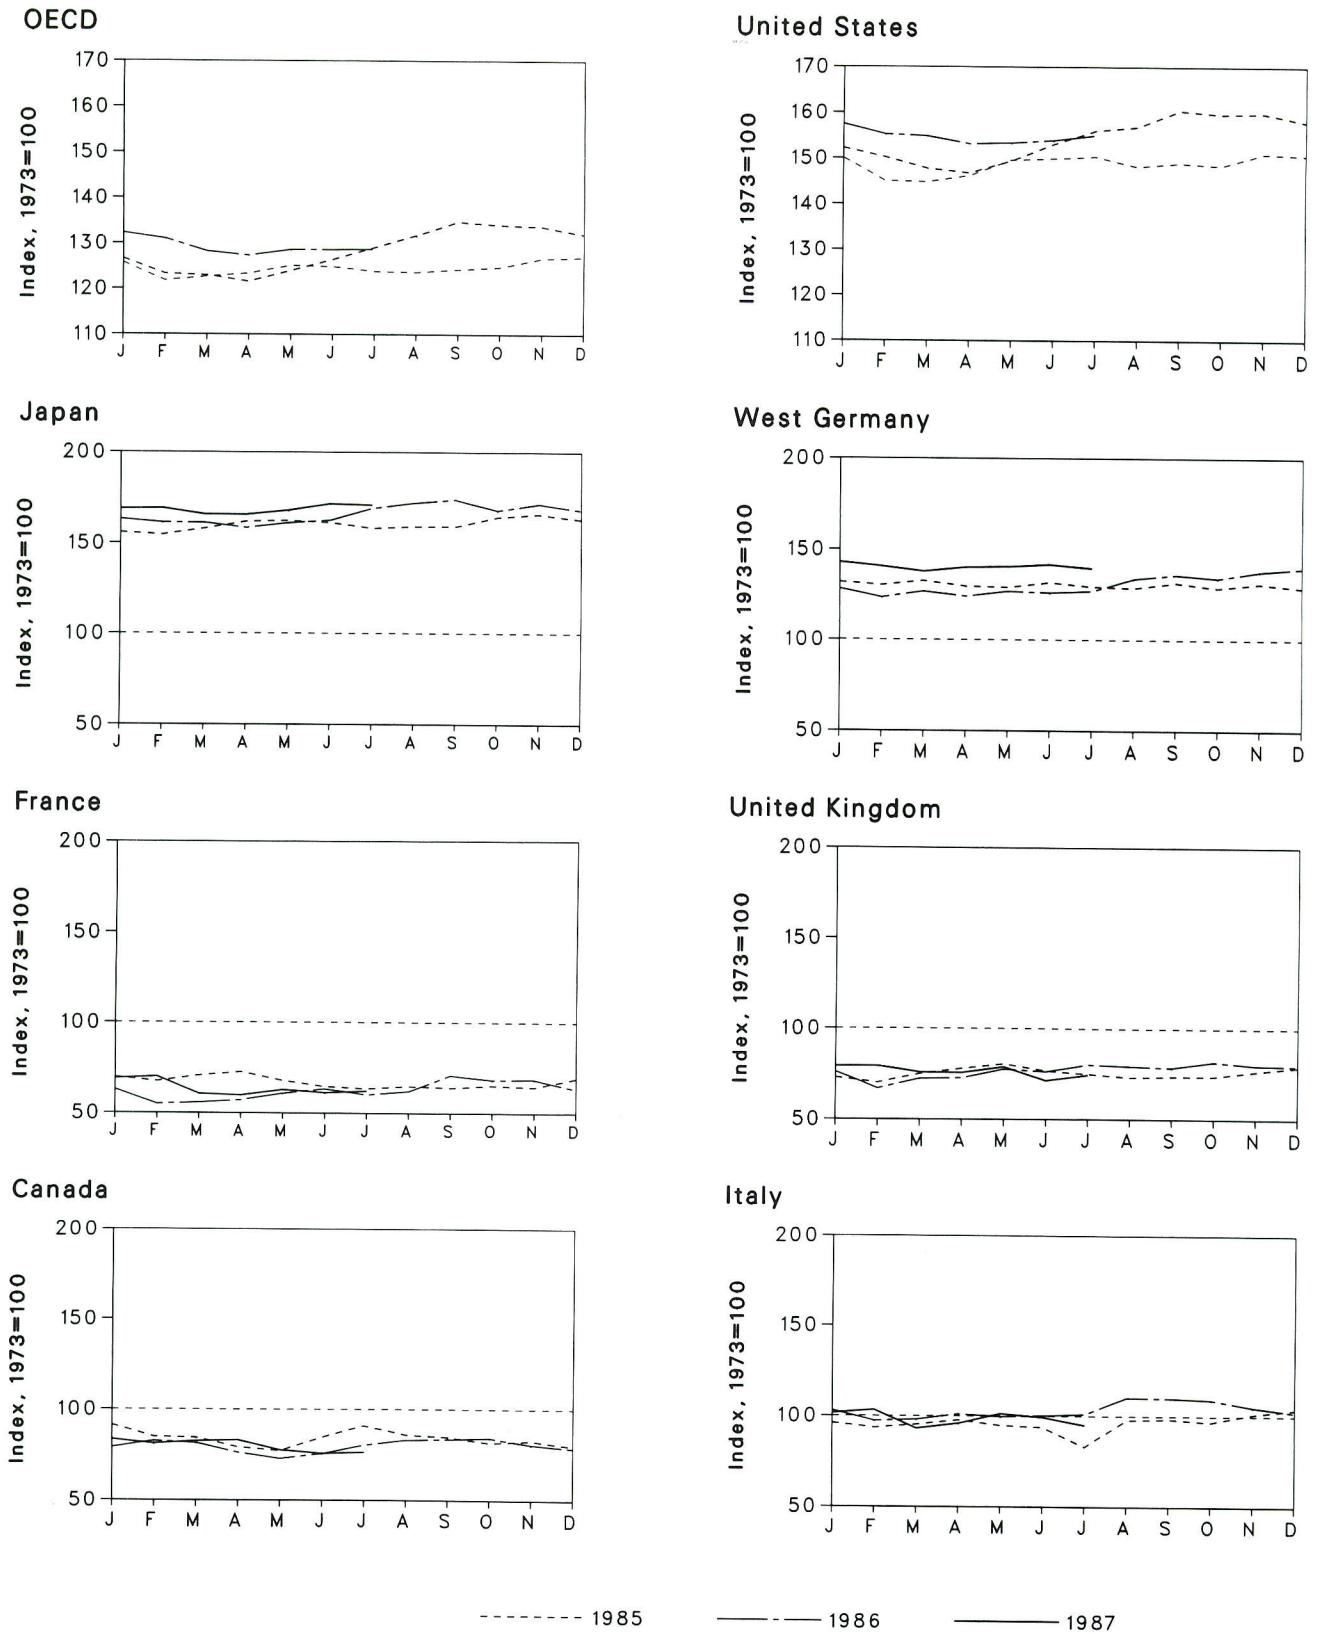 OECD
Index, 1973=100
170
160
150
140
130
120
110
J F M A M J J A S O N D
United States
Index, 1973=100
170
160
150
140
130
120
110
J F M A M J J A S O N D
Japan
Index, 1973=100
200
150
100
50
J F M A M J J A S O N D
West Germany
Index, 1973=100
200
150
100
50
J F M A M J J A S O N D
France
Index, 1973=100
200
150
100
50
J F M A M J J A S O N D
United Kingdom
Index, 1973=100
200
150
100
50
J F M A M J J A S O N D
Canada
Index, 1973=100
200
150
100
50
J F M A M J J A S O N D
Italy
Index, 1973=100
200
150
100
50
J F M A M J J A S O N D
1985 1986 1987